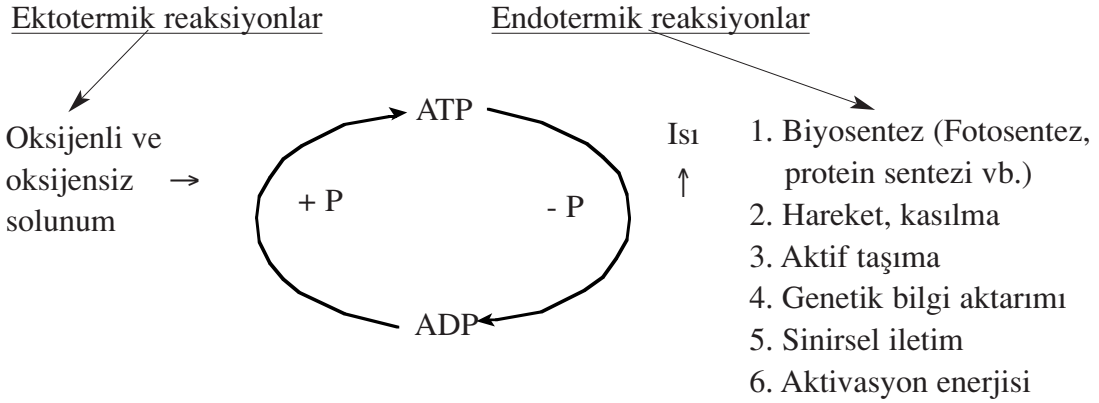 Ektotermik reaksiyonlar
Endotermik reaksiyonlar
Oksijenli ve
oksijensiz →
solunum
ATP
+ P
- P
ADP
Isı
↑
1. Biyosentez (Fotosentez,
protein sentezi vb.)
2. Hareket, kasılma
3. Aktif taşıma
4. Genetik bilgi aktarımı
5. Sinirsel iletim
6. Aktivasyon enerjisi